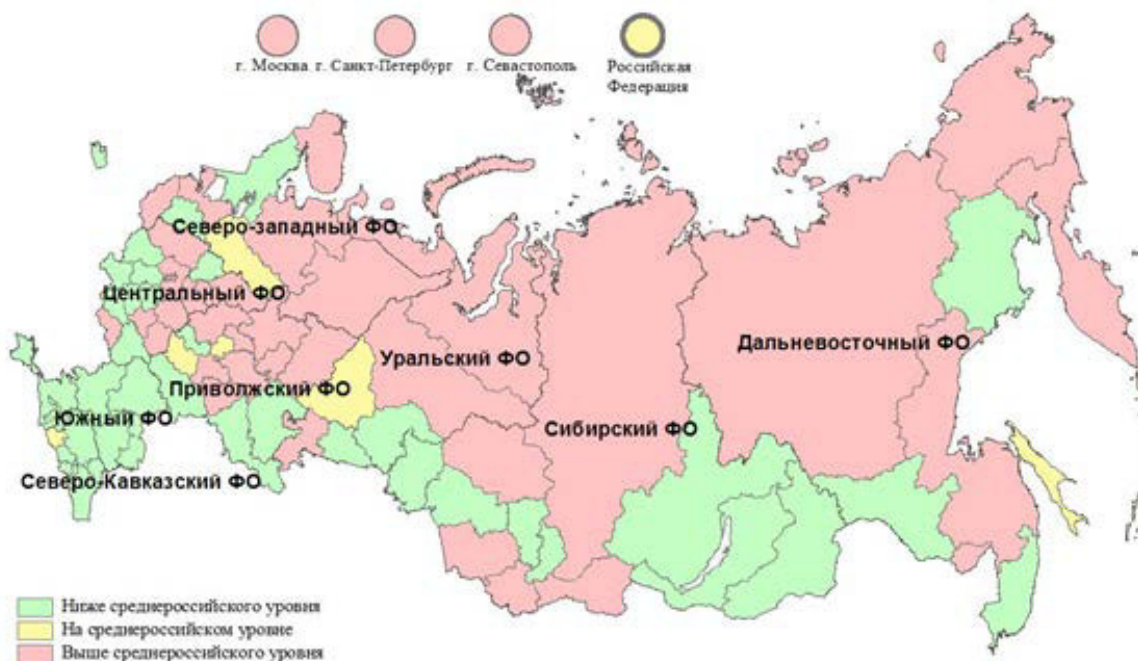 г. Москва г. Санкт-Петербург г. Севастополь Российская
Федерация
Северо-западный ФО
Центральный ФО
Уральский ФО
Дальневосточный ФО
Приволжский ФО
Южный ФО
Сибирский ФО
Северо-Кавказский ФО
Ниже среднероссийского уровня
На среднероссийском уровне
Выше среднероссийского уровня